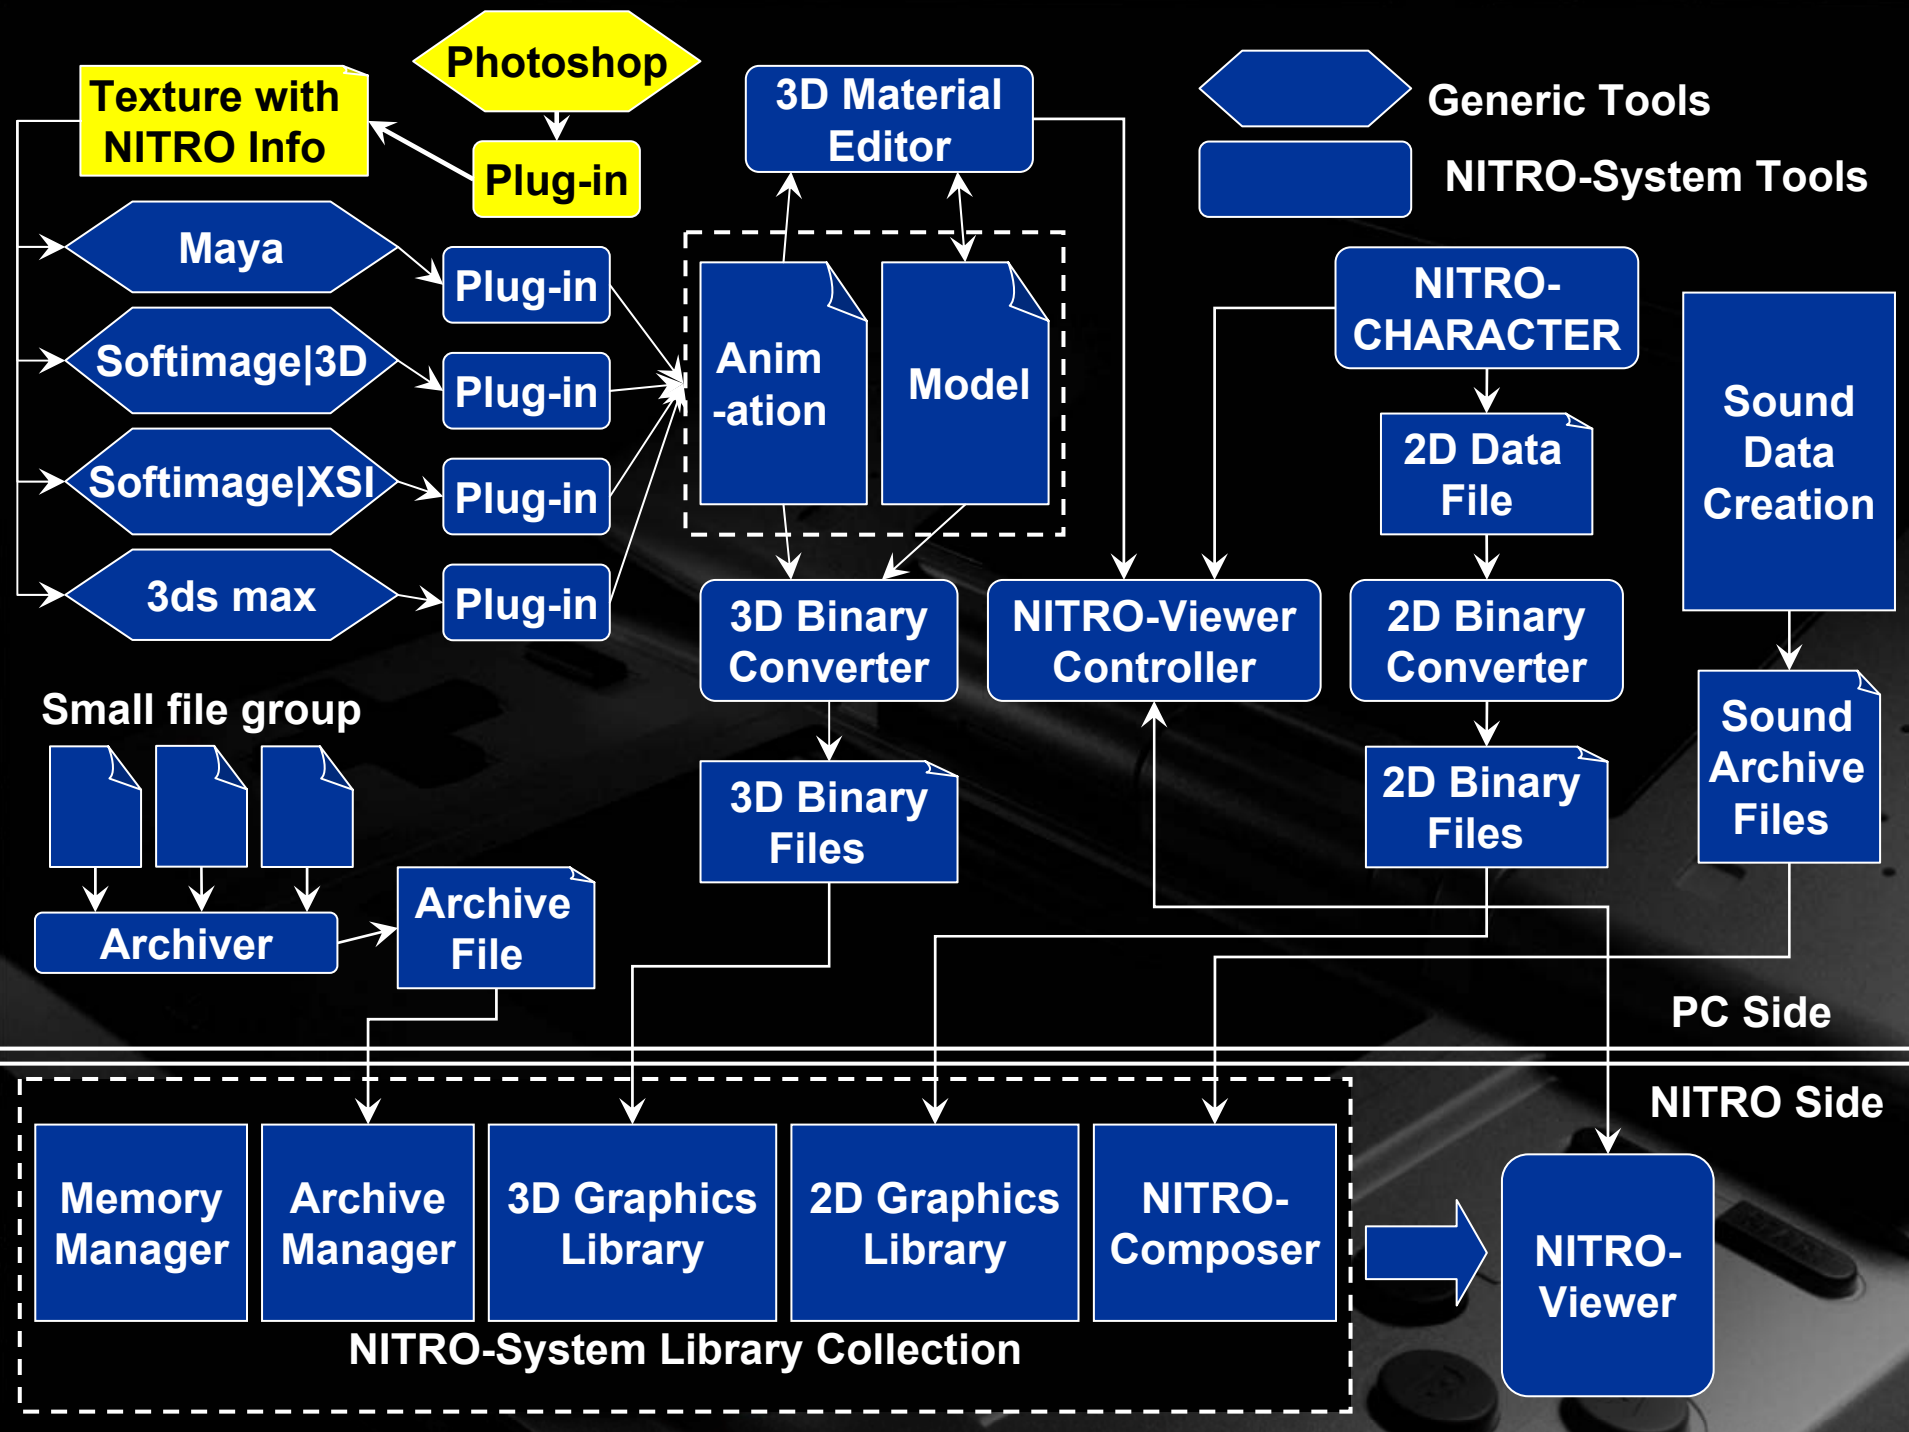 Photoshop
Texture with
NITRO Info
Plug-in
3D Material
Editor
Generic Tools
NITRO-System Tools
Maya
Plug-in
Softimage|3D
Plug-in
Softimage|XSI
Plug-in
3ds max
Plug-in
Anim
-ation
Model
NITRO-
CHARACTER
2D Data
File
Sound
Data
Creation
3D Binary
Converter
NITRO-Viewer
Controller
2D Binary
Converter
Small file group
3D Binary
Files
2D Binary
Files
Sound
Archive
Files
Archiver
Archive
File
PC Side
NITRO Side
Memory
Manager
Archive
Manager
3D Graphics
Library
2D Graphics
Library
NITRO-
Composer
NITRO-
Viewer
NITRO-System Library Collection